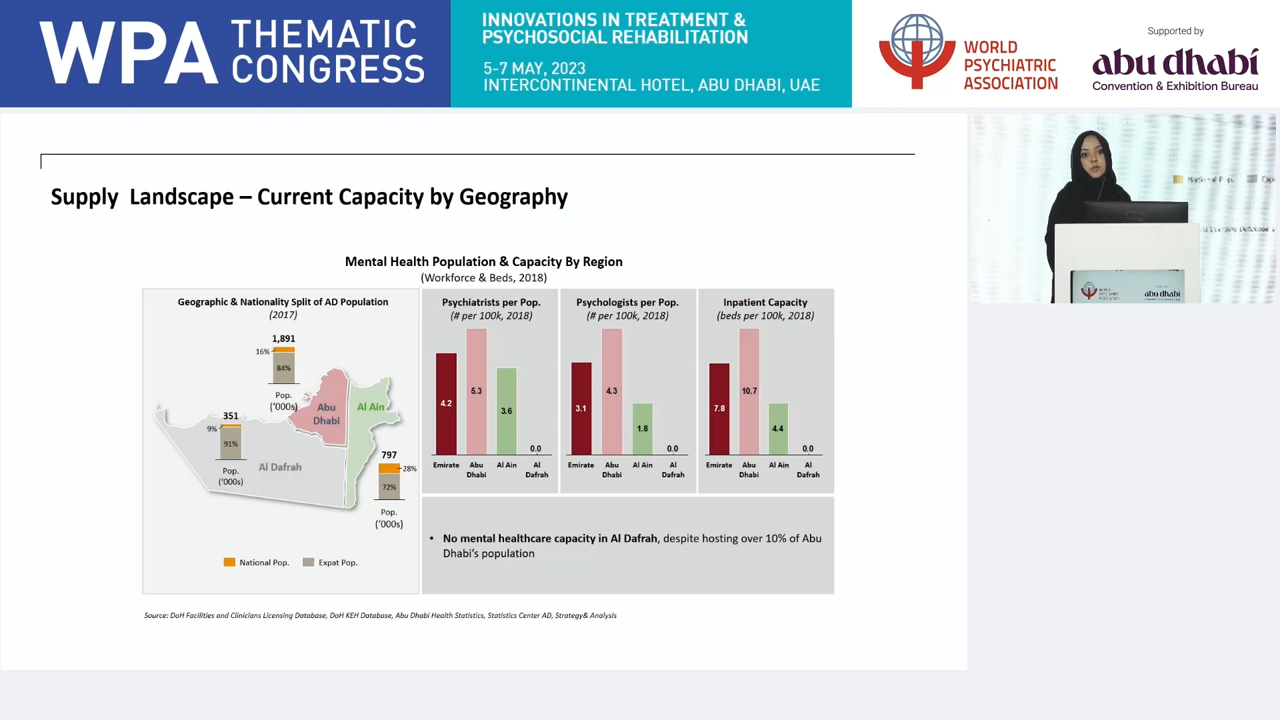 WPA THEMATIC CONGRESS
INNOVATIONS IN TREATMENT &
PSYCHOSOCIAL REHABILITATION
5-7 MAY, 2023
INTERCONTINENTAL HOTEL, ABU DHABI, UAE
WORLD
PSYCHIATRIC
ASSOCIATION
Supported by
abu dhabi
Convention & Exhibition Bureau
Supply Landscape – Current Capacity by Geography
Mental Health Population & Capacity By Region
(Workforce & Beds, 2018)
Geographic & Nationality Split of AD Population
(2017)
1,891
16%
84%
Pop.
('000s)
351
9%
91%
Pop.
('000s)
Abu
Dhabi
Al Ain
Al Dafrah
797
28%
72%
Pop.
('000s)
National Pop.
Expat Pop.
Psychiatrists per Pop.
(# per 100k, 2018)
4.2
5.3
3.6
0.0
Emirate
Abu
Dhabi
Al Ain
Al
Dafrah
Psychologists per Pop.
(# per 100k, 2018)
3.1
4.3
1.8
0.0
Emirate
Abu
Dhabi
Al Ain
Al
Dafrah
Inpatient Capacity
(beds per 100k, 2018)
7.8
10.7
4.4
0.0
Emirate
Abu
Dhabi
Al Ain
Al
Dafrah
• No mental healthcare capacity in Al Dafrah, despite hosting over 10% of Abu
Dhabi's population
Source: DoH Facilities and Clinicians Licensing Database, DoH KEH Database, Abu Dhabi Health Statistics, Statistics Center AD, Strategy& Analysis
abu dhabi